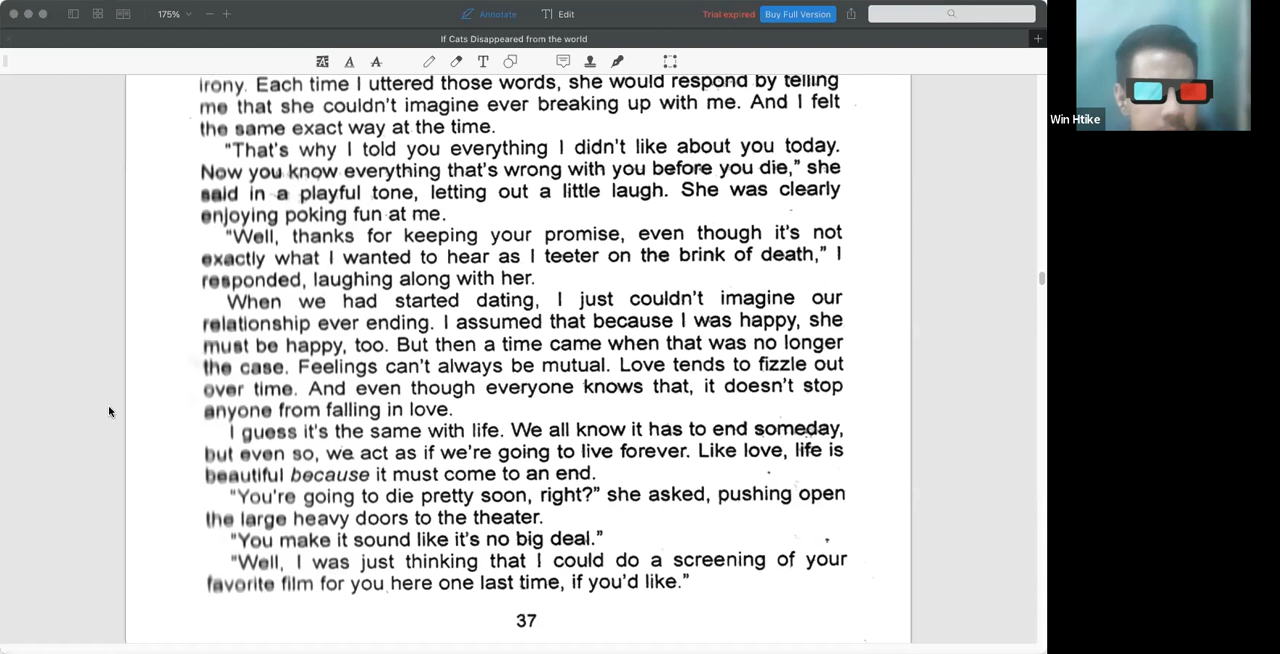 175%
Annotate
Edit
Trial expired
Buy Full Version
If Cats Disappeared from the world
irony. Each time I uttered those words, she would respond by telling
me that she couldn't imagine ever breaking up with me. And I felt
the same exact way at the time.
"That's why I told you everything I didn't like about you today.
Now you know everything that's wrong with you before you die," she
said in a playful tone, letting out a little laugh. She was clearly
enjoying poking fun at me.
"Well, thanks for keeping your promise, even though it's not
exactly what I wanted to hear as I teeter on the brink of death," I
responded, laughing along with her.
When we had started dating, I just couldn't imagine our
relationship ever ending. I assumed that because I was happy, she
must be happy, too. But then a time came when that was no longer
the case. Feelings can't always be mutual. Love tends to fizzle out
over time. And even though everyone knows that, it doesn't stop
anyone from falling in love.
I guess it's the same with life. We all know it has to end someday,
but even so, we act as if we're going to live forever. Like love, life is
beautiful because it must come to an end.
"You're going to die pretty soon, right?" she asked, pushing open
the large heavy doors to the theater.
"You make it sound like it's no big deal."
"Well, I was just thinking that I could do a screening of your
favorite film for you here one last time, if you'd like."
37
Win Htike